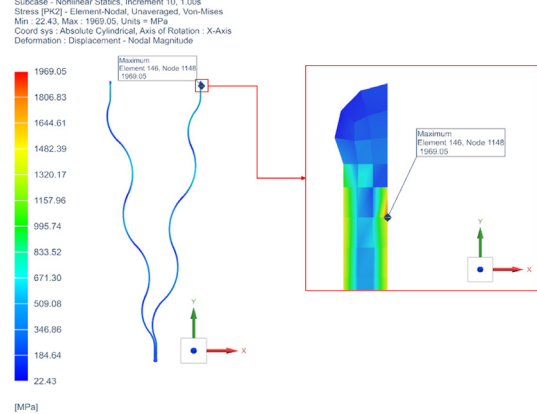 Subcase - Nonlinear Statics, Increment 10, 1.00s
Stress [PK2] - Element-Nodal, Unaveraged, Von-Mises
Min : 22.43, Max : 1969.05, Units = MPa
Coord sys : Absolute Cylindrical, Axis of Rotation : X-Axis
Deformation : Displacement - Nodal Magnitude
Maximum
Element 146, Node 1148
1969.05
1969.05
1806.83
1644.61
1482.39
1320.17
1157.96
995.74
833.52
671.30
509.08
346.86
184.64
22.43
[MPa]
Y
X
Maximum
Element 146, Node 1148
1969.05
Y
X